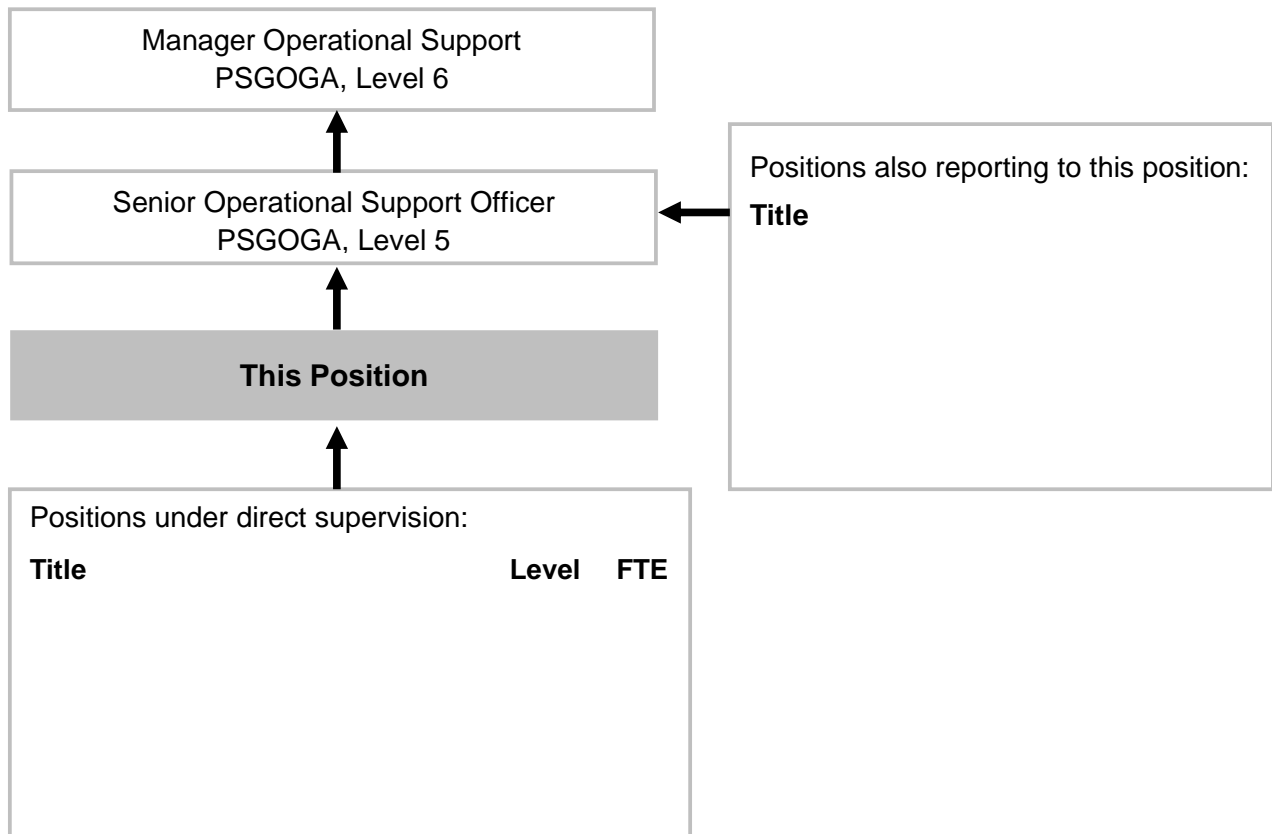 Manager Operational Support
PSGOGA, Level 6
Senior Operational Support Officer
PSGOGA, Level 5
This Position
Positions under direct supervision:
Title Level FTE
Positions also reporting to this position:
Title